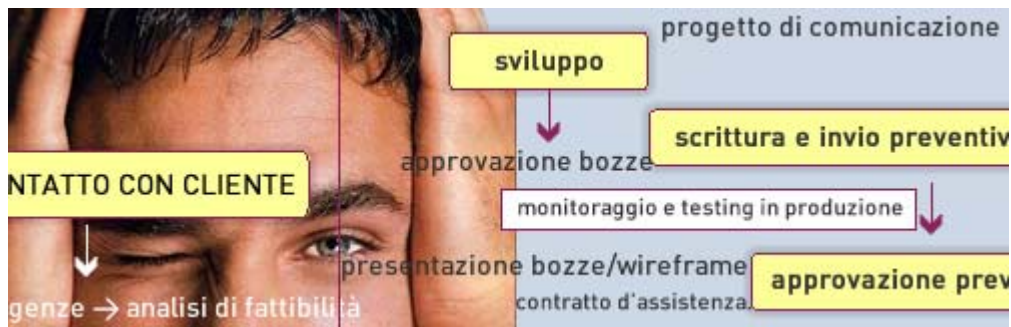 progetto di comunicazione
sviluppo
scrittura e invio preventiv
approvazione bozze
NTATTO CON CLIENTE
monitoraggio e testing in produzione
presentazione bozze/wireframe
approvazione prev
contratto d'assistenza.
genze → analisi di fattibilità